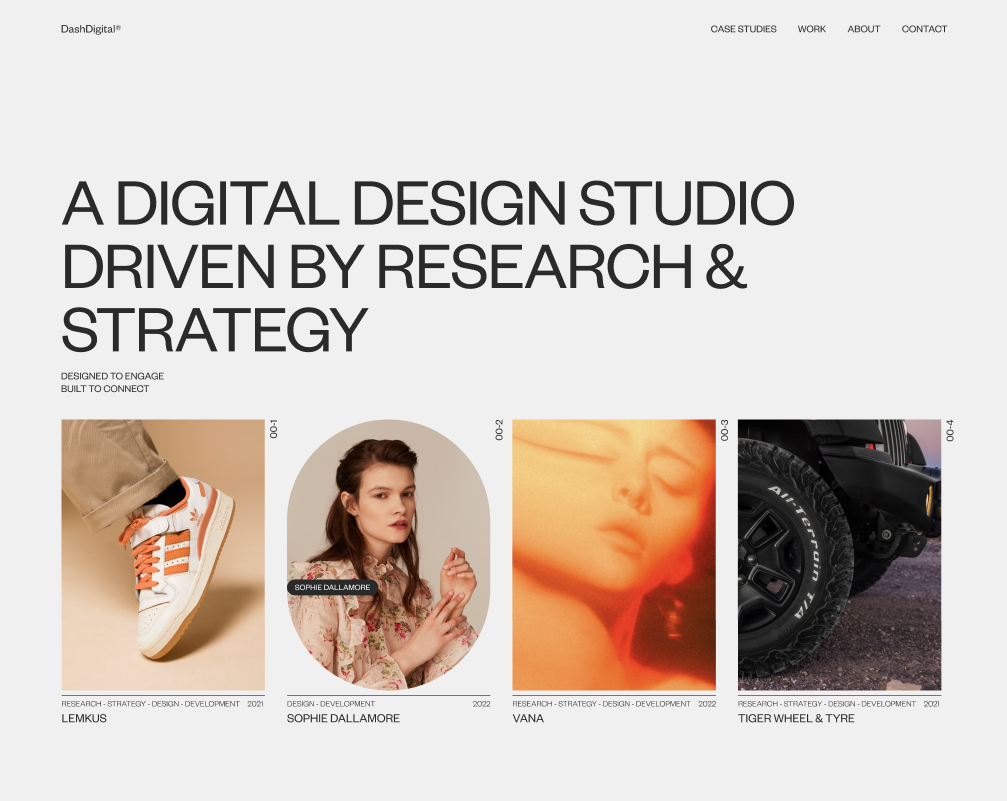 DashDigital®
CASE STUDIES WORK ABOUT CONTACT
A DIGITAL DESIGN STUDIO
DRIVEN BY RESEARCH &
STRATEGY
DESIGNED TO ENGAGE
BUILT TO CONNECT
00-1
00-2
00-3
00-4
SOPHIE DALLAMORE
All-Terrain T/A
RESEARCH - STRATEGY - DESIGN - DEVELOPMENT 2021
LEMKUS
DESIGN - DEVELOPMENT 2022
SOPHIE DALLAMORE
RESEARCH - STRATEGY - DESIGN - DEVELOPMENT 2022
VANA
RESEARCH - STRATEGY - DESIGN - DEVELOPMENT 2021
TIGER WHEEL & TYRE